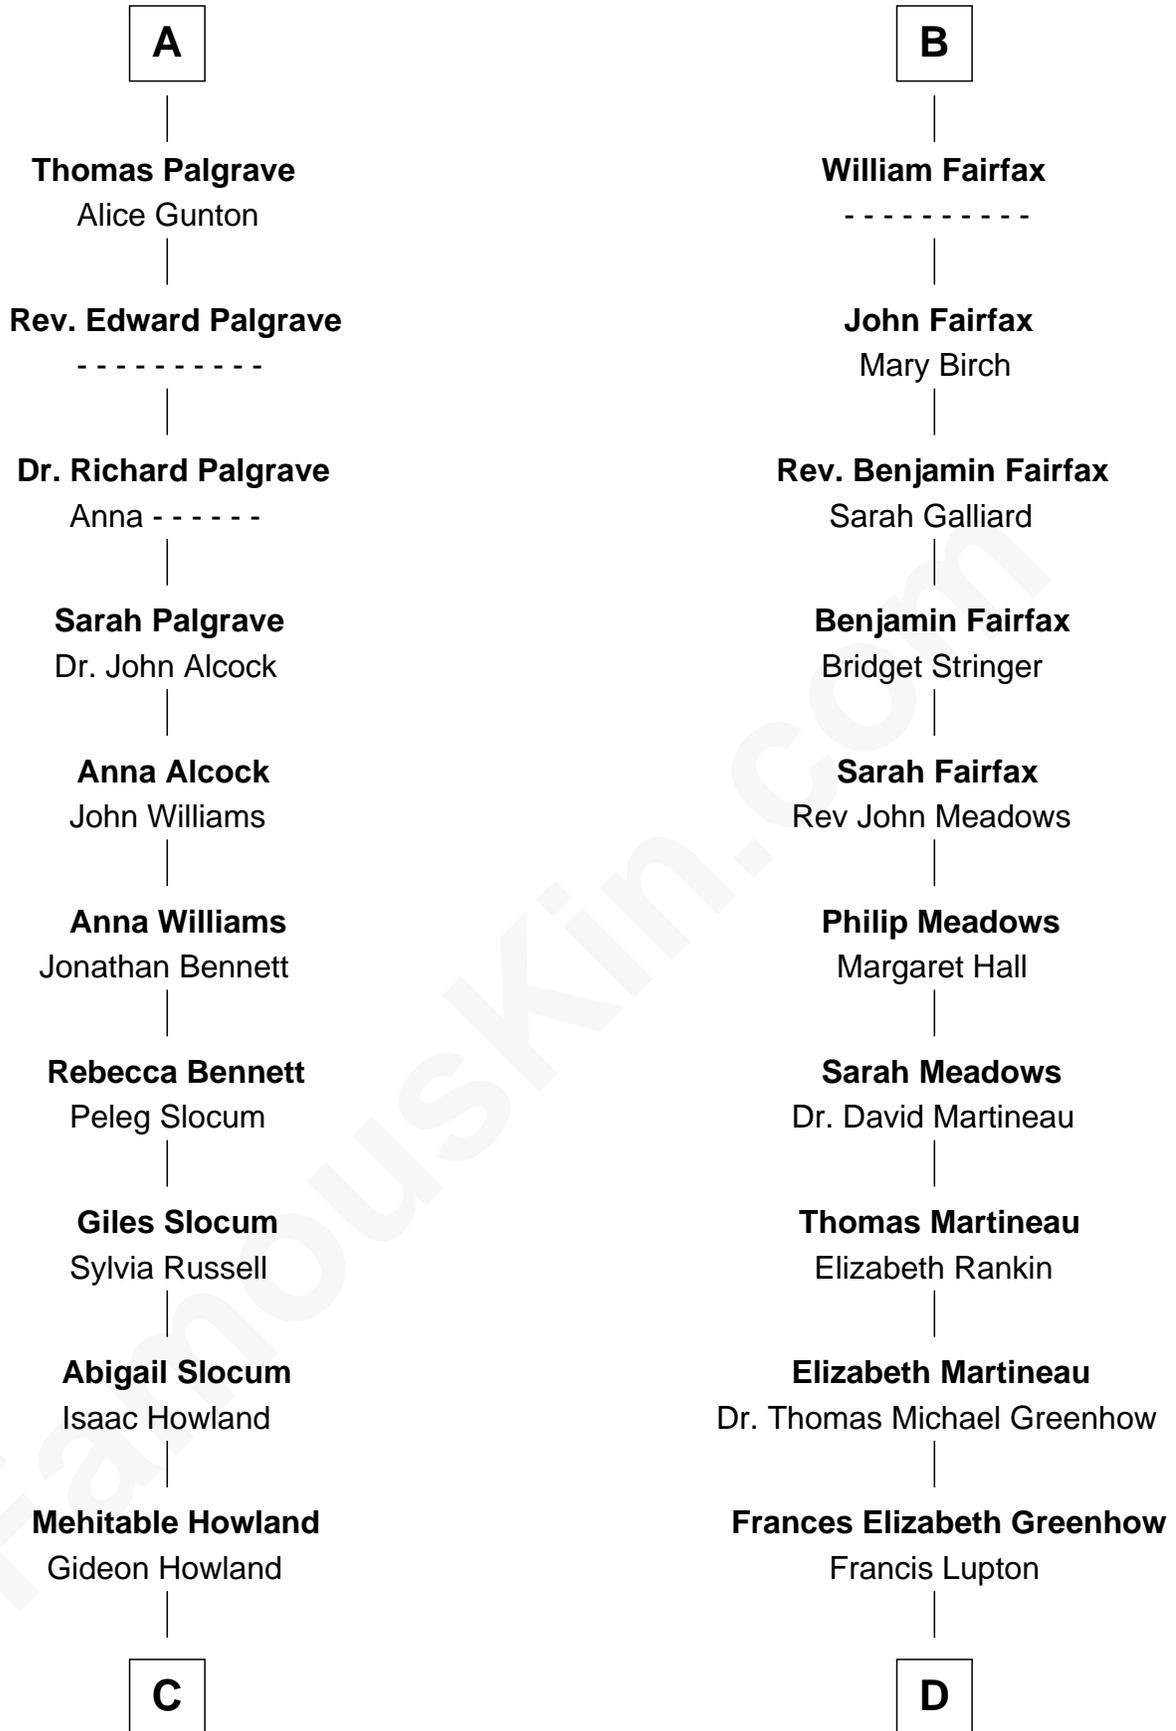 A
Thomas Palgrave
Alice Gunton
Rev. Edward Palgrave
- - - - - - - - - -
Dr. Richard Palgrave
Anna - - - - - -
Sarah Palgrave
Dr. John Alcock
Anna Alcock
John Williams
Anna Williams
Jonathan Bennett
Rebecca Bennett
Peleg Slocum
Giles Slocum
Sylvia Russell
Abigail Slocum
Isaac Howland
Mehitable Howland
Gideon Howland
C
B
William Fairfax
- - - - - - - - - -
John Fairfax
Mary Birch
Rev. Benjamin Fairfax
Sarah Galliard
Benjamin Fairfax
Bridget Stringer
Sarah Fairfax
Rev John Meadows
Philip Meadows
Margaret Hall
Sarah Meadows
Dr. David Martineau
Thomas Martineau
Elizabeth Rankin
Elizabeth Martineau
Dr. Thomas Michael Greenhow
Frances Elizabeth Greenhow
Francis Lupton
D
FamousKin.com